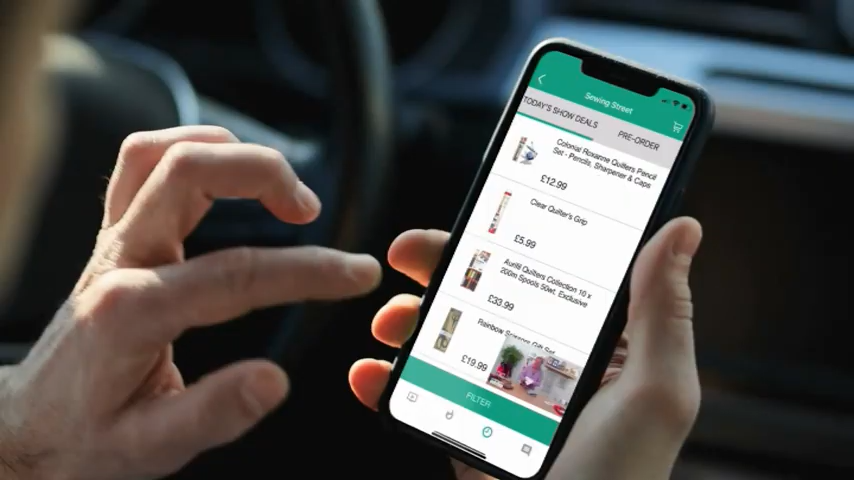 Sewing Street
TODAY'S SHOW DEALS
PRE-ORDER
Colonial Roxanne Quilters Pencil
Set - Pencils, Sharpener & Caps
£12.99
Clear Quilter's Grip
£5.99
Aurifil Quilters Collection 10 x
200m Spools 50wt. Exclusive
£33.99
Rainbow Scissors Gift Set
£19.99
FILTER